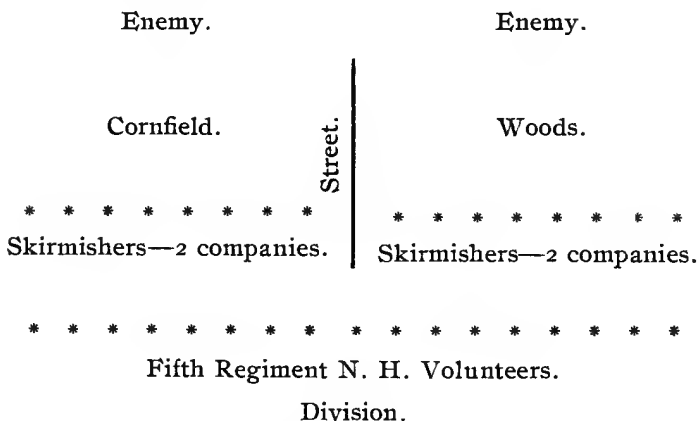 Enemy. Enemy.
Cornfield. Street. Woods.
* * * * * * * *
* * * * * * * *
Skirmishers—2 companies. Skirmishers—2 companies.
* * * * * * * * * * * * * * * * *
Fifth Regiment N. H. Volunteers.
Division.